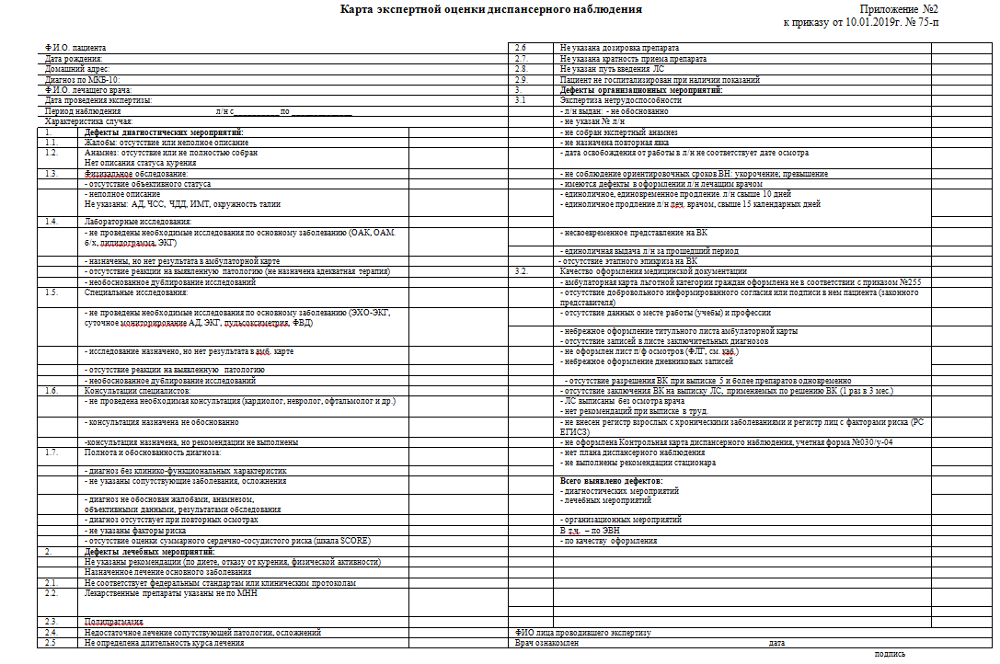 Карта экспертной оценки диспансерного наблюдения
Приложение №2
к приказу от 10.01.2019г. № 75-п
Ф.И.О. пациента
Дата рождения:
Домашний адрес:
Диагноз по МКБ-10:
Ф.И.О. лечащего врача:
Дата проведения экспертизы:
Период наблюдения л/н с__________ по ________________
Характеристика случая:
1. Дефекты диагностических мероприятий:
1.1. Жалобы: отсутствие или неполное описание
1.2. Анамнез: отсутствие или не полностью собран
Нет описания статуса курения
1.3. Физикальное обследование:
- отсутствие объективного статуса
- неполное описание
Не указаны: АД, ЧСС, ЧДД, ИМТ, окружность талии
1.4. Лабораторные исследования:
- не проведены необходимые исследования по основному заболеванию (ОАК, ОАМ.
б/х, липидограмма, ЭКГ)
- назначены, но нет результата в амбулаторной карте
- отсутствие реакции на выявленную патологию (не назначена адекватная терапия)
- необоснованное дублирование исследований
1.5. Специальные исследования:
- не проведены необходимые исследования по основному заболеванию (ЭХО-ЭКГ,
суточное мониторирование АД, ЭКГ, пульсоксиметрия, ФВД)
- исследование назначено, но нет результата в амб. карте
- отсутствие реакции на выявленную патологию
- необоснованное дублирование исследований
1.6. Консультации специалистов:
- не проведена необходимая консультация (кардиолог, невролог, офтальмолог и др.)
- консультация назначена не обоснованно
-консультация назначена, но рекомендации не выполнены
1.7. Полнота и обоснованность диагноза:
- диагноз без клинико-функциональных характеристик
- не указаны сопутствующие заболевания, осложнения
- диагноз не обоснован жалобами, анамнезом,
объективными данными, результатами обследования
- диагноз отсутствует при повторных осмотрах
- не указаны факторы риска
- отсутствие оценки суммарного сердечно-сосудистого риска (шкала SCORE)
2. Дефекты лечебных мероприятий:
Не указаны рекомендации (по диете, отказу от курения, физической активности)
Назначенное лечение основного заболевания
2.1. Не соответствует федеральным стандартам или клиническим протоколам
2.2. Лекарственные препараты указаны не по МНН
2.3. Полипрагмазия
2.4. Недостаточное лечение сопутствующей патологии, осложнений
2.5 Не определена длительность курса лечения
2.6 Не указана дозировка препарата
2.7. Не указана кратность приема препарата
2.8. Не указан путь введения ЛС
2.9. Пациент не госпитализирован при наличии показаний
3. Дефекты организационных мероприятий:
3.1 Экспертиза нетрудоспособности
- л/н выдан: - не обоснованно
- не указан № л/н
- не собран экспертный анамнез
- не назначена повторная явка
- дата освобождения от работы в л/н не соответствует дате осмотра
- не соблюдение ориентировочных сроков ВН: укорочение; превышение
- имеются дефекты в оформлении л/н лечащим врачом
- единоличное, единовременное продление л/н свыше 10 дней
- единоличное продление л/н леч. врачом, свыше 15 календарных дней
- несвоевременное представление на ВК
- единоличная выдача л/н за прошедший период
- отсутствие этапного эпикриза на ВК
3.2. Качество оформления медицинской документации
- амбулаторная карта льготной категории граждан оформлена не в соответствии с приказом №255
- отсутствие добровольного информированного согласия или подписи в нем пациента (законного
представителя)
- отсутствие данных о месте работы (учебы) и профессии
- небрежное оформление титульного листа амбулаторной карты
- отсутствие записей в листе заключительных диагнозов
- не оформлен лист п/ф осмотров (ФЛГ, см. каб.)
- небрежное оформление дневниковых записей
- отсутствие разрешения ВК при выписке 5 и более препаратов одновременно
- отсутствие заключения ВК на выписку ЛС, применяемых по решению ВК (1 раз в 3 мес.)
- ЛС выписаны без осмотра врача
- нет рекомендаций при выписке в труд.
- не внесен регистр взрослых с хроническими заболеваниями и регистр лиц с факторами риска (РС
ЕГИСЗ)
- не оформлена Контрольная карта диспансерного наблюдения, учетная форма №030/у-04
- нет плана диспансерного наблюдения
- не выполнены рекомендации стационара
Всего выявлено дефектов:
- диагностических мероприятий
- лечебных мероприятий
- организационных мероприятий
В т.ч. – по ЭВН
- по качеству оформления
ФИО лица проводившего экспертизу
Врач ознакомлен дата
подпись